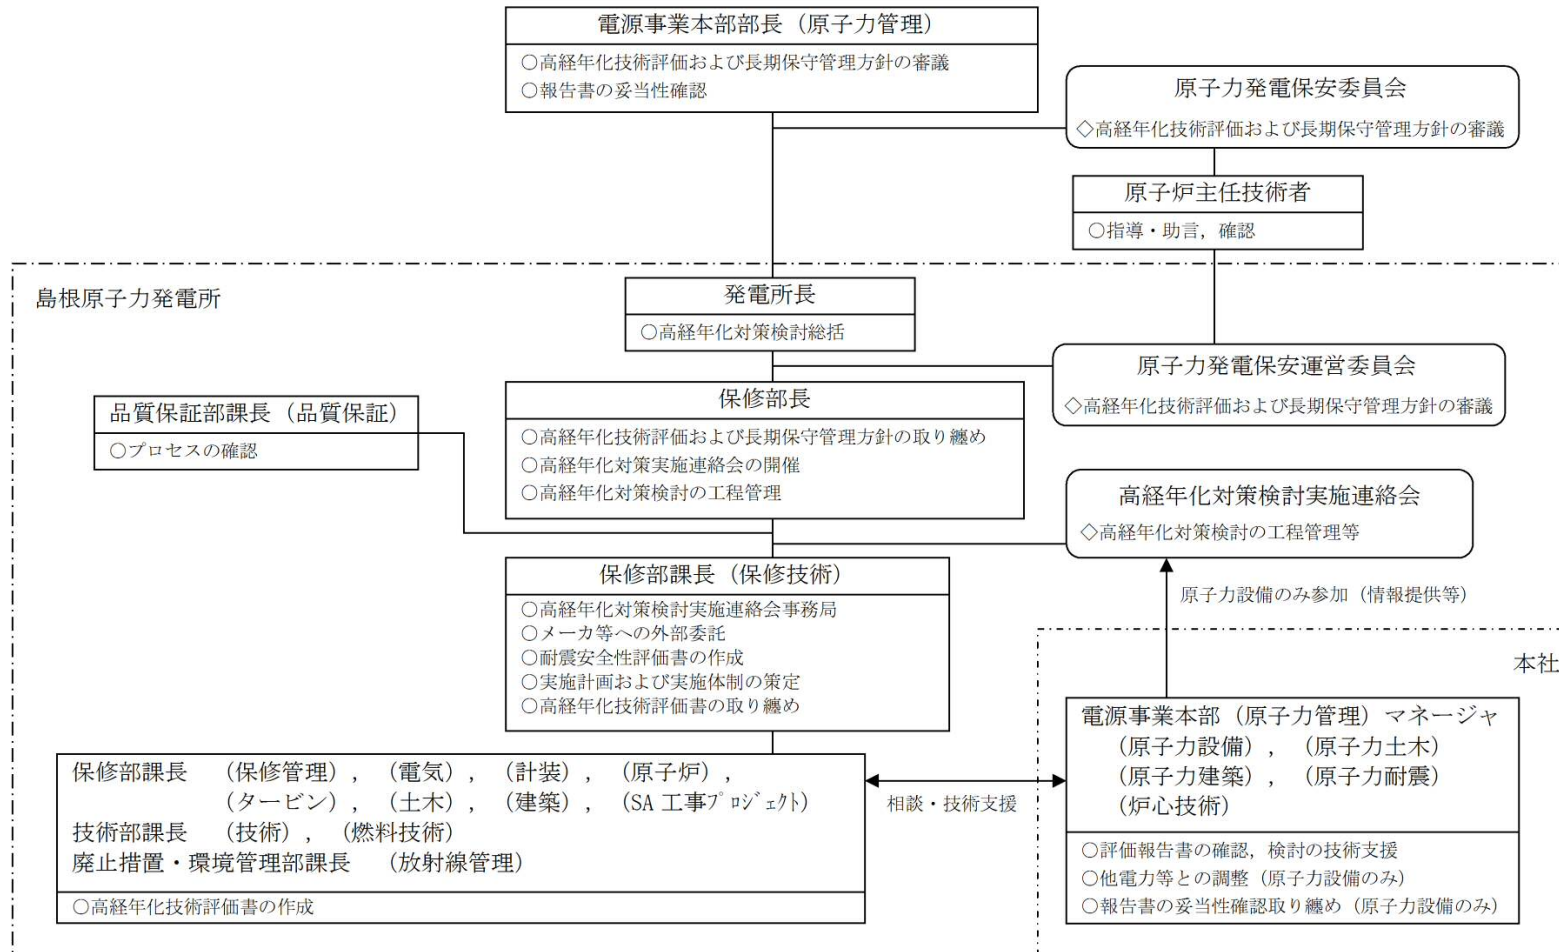 電源事業本部部長（原子力管理）
○高経年化技術評価および長期保守管理方針の審議
○報告書の妥当性確認
原子力発電保安委員会
◇高経年化技術評価および長期保守管理方針の審議
原子炉主任技術者
○指導・助言，確認
島根原子力発電所
発電所長
○高経年化対策検討総括
原子力発電保安運営委員会
◇高経年化技術評価および長期保守管理方針の審議
品質保証部課長（品質保証）
○プロセスの確認
保修部長
○高経年化技術評価および長期保守管理方針の取り纏め
○高経年化対策実施連絡会の開催
○高経年化対策検討の工程管理
高経年化対策検討実施連絡会
◇高経年化対策検討の工程管理等
保修部課長（保修技術）
○高経年化対策検討実施連絡会事務局
○メーカ等への外部委託
○耐震安全性評価書の作成
○実施計画および実施体制の策定
○高経年化技術評価書の取り纏め
原子力設備のみ参加（情報提供等）
本社
保修部課長　（保修管理），（電気），（計装），（原子炉），
（タービン），（土木），（建築），（SA 工事ﾌﾟﾛｼﾞｪｸﾄ）
技術部課長　（技術），（燃料技術）
廃止措置・環境管理部課長　（放射線管理）
○高経年化技術評価書の作成
相談・技術支援
電源事業本部（原子力管理）マネージャ
（原子力設備），（原子力土木）
（原子力建築），（原子力耐震）
（炉心技術）
○評価報告書の確認，検討の技術支援
○他電力等との調整（原子力設備のみ）
○報告書の妥当性確認取り纏め（原子力設備のみ）